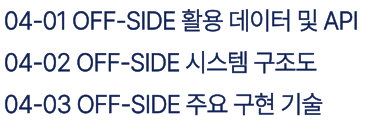 04-01 OFF-SIDE 활용 데이터 및 API
04-02 OFF-SIDE 시스템 구조도
04-03 OFF-SIDE 주요 구현 기술